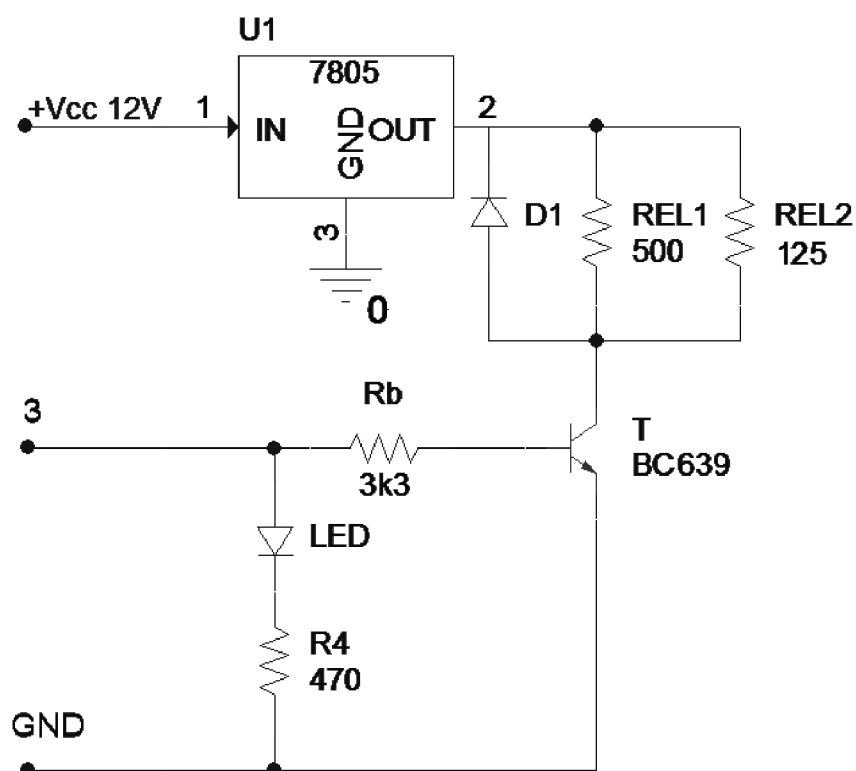 U1
7805
+Vcc 12V
1
IN
GND
OUT
2
3
0
D1
REL1
500
REL2
125
3
Rb
3k3
T
BC639
LED
R4
470
GND